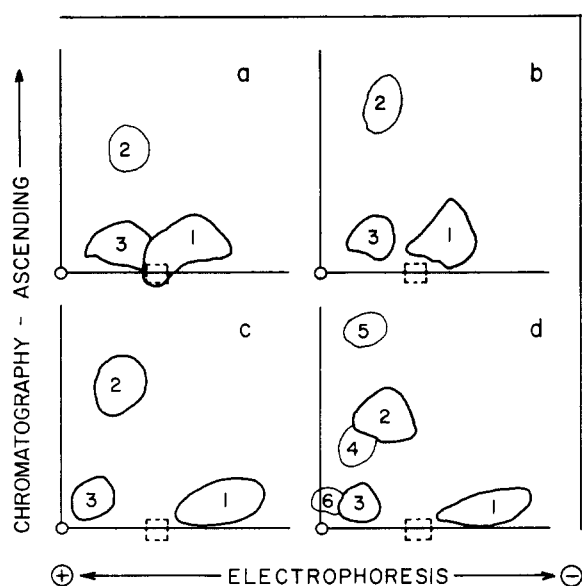 a
2
3
1
b
2
3
1
c
2
3
1
d
5
2
4
6
3
1
CHROMATOGRAPHY - ASCENDING
+ ELECTROPHORESIS −